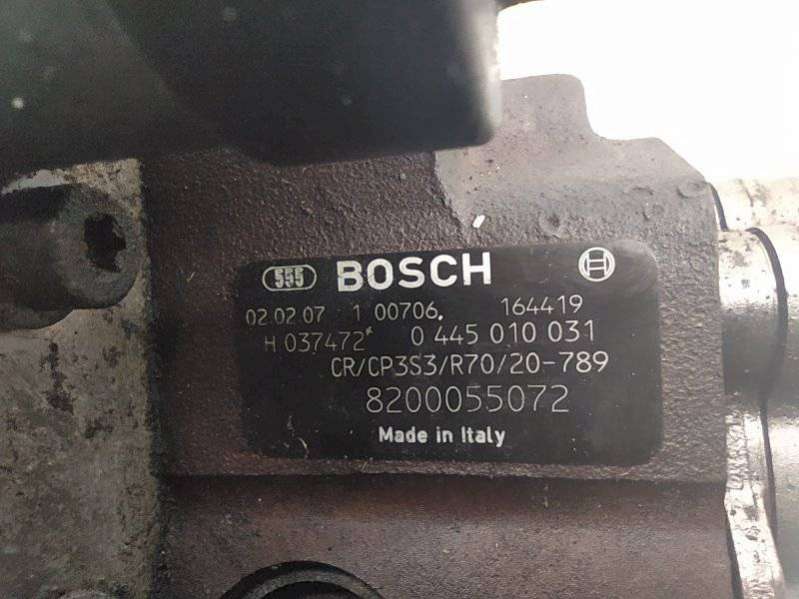 555 BOSCH
02.02.07 1 00706. 164419
H 037472* 0 445 010 031
CR/CP3S3/R70/20-789
8200055072
Made in Italy